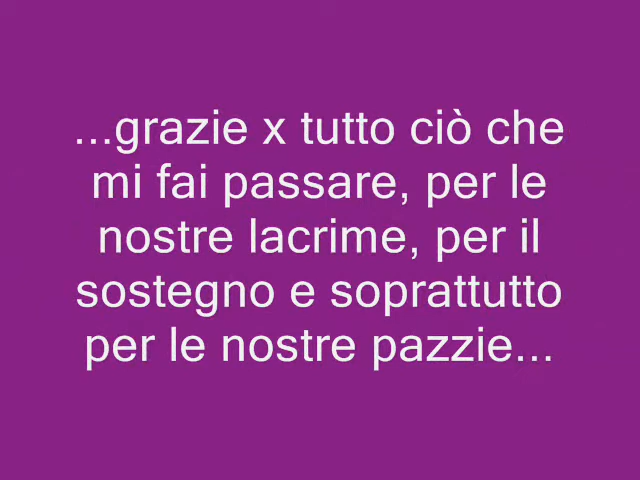 ...grazie x tutto ciò che
mi fai passare, per le
nostre lacrime, per il
sostegno e soprattutto
per le nostre pazzie...